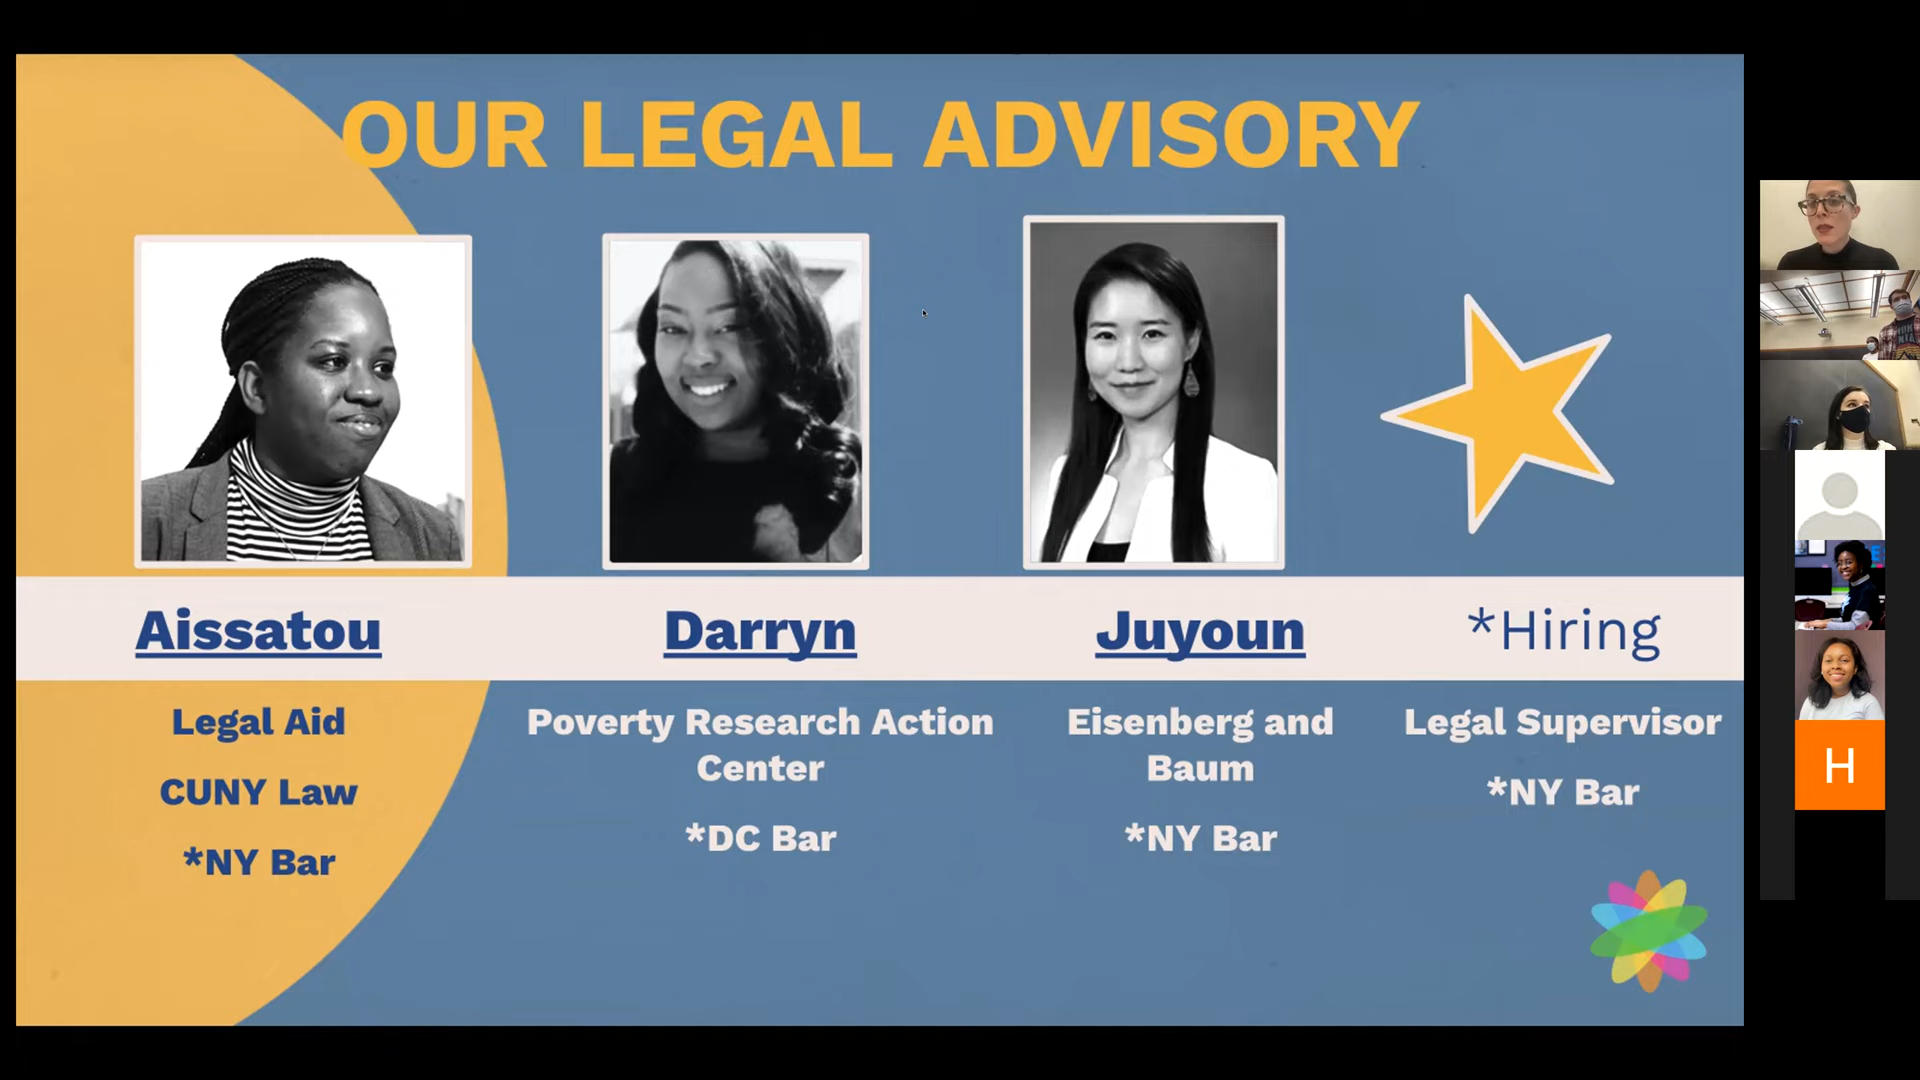 OUR LEGAL ADVISORY
Aissatou
Darryn
Juyoun
*Hiring
Legal Aid
CUNY Law
*NY Bar
Poverty Research Action
Center
*DC Bar
Eisenberg and
Baum
*NY Bar
Legal Supervisor
*NY Bar
H